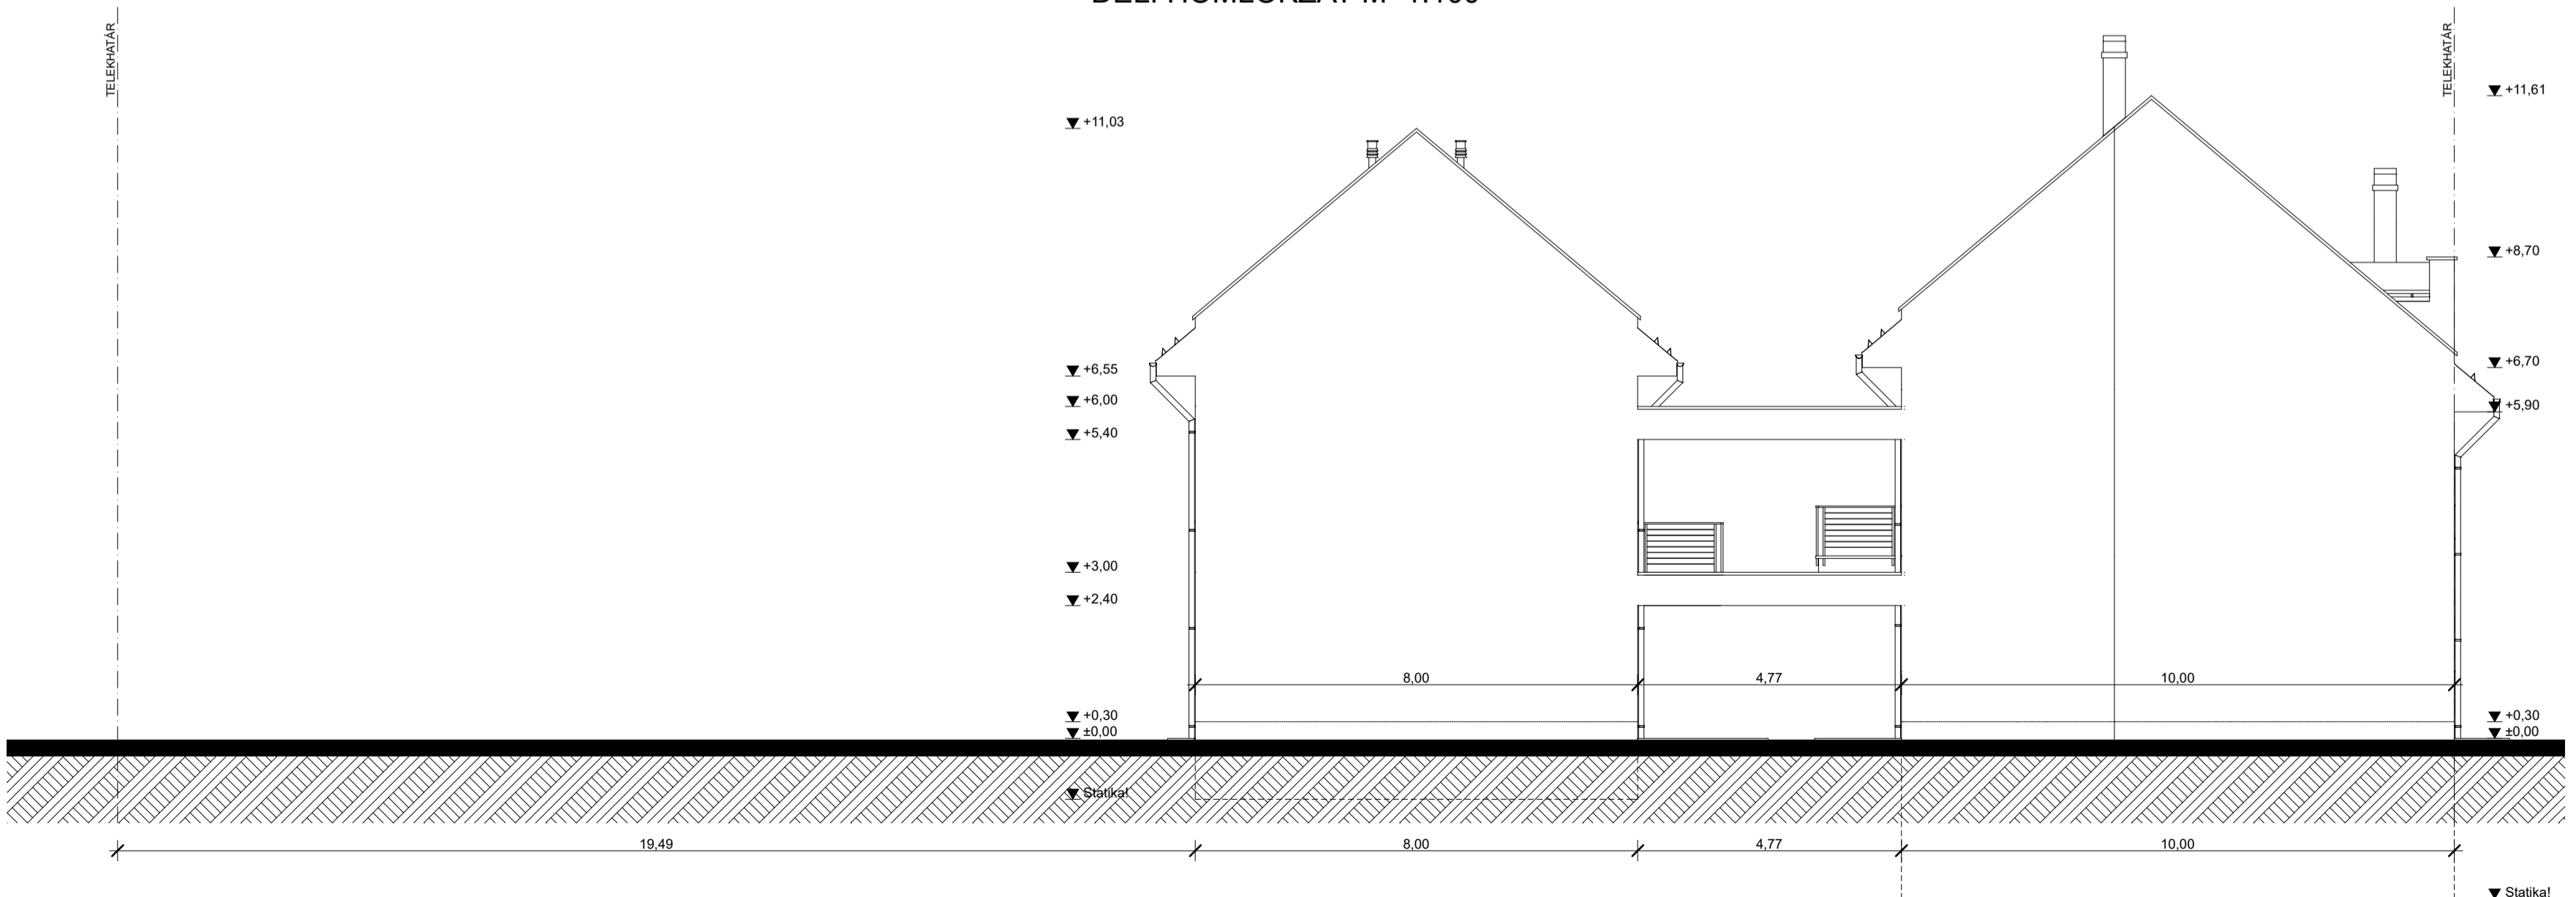 TELEKHATÁR
TELEKHATÁR
+11,61
+11,03
+8,70
+6,70
+6,55
+6,00
+5,90
+5,40
+3,00
+2,40
8,00 4,77 10,00
+0,30 +0,30
±0,00 ±0,00
Statika!
19,49 8,00 4,77 10,00
Statika!